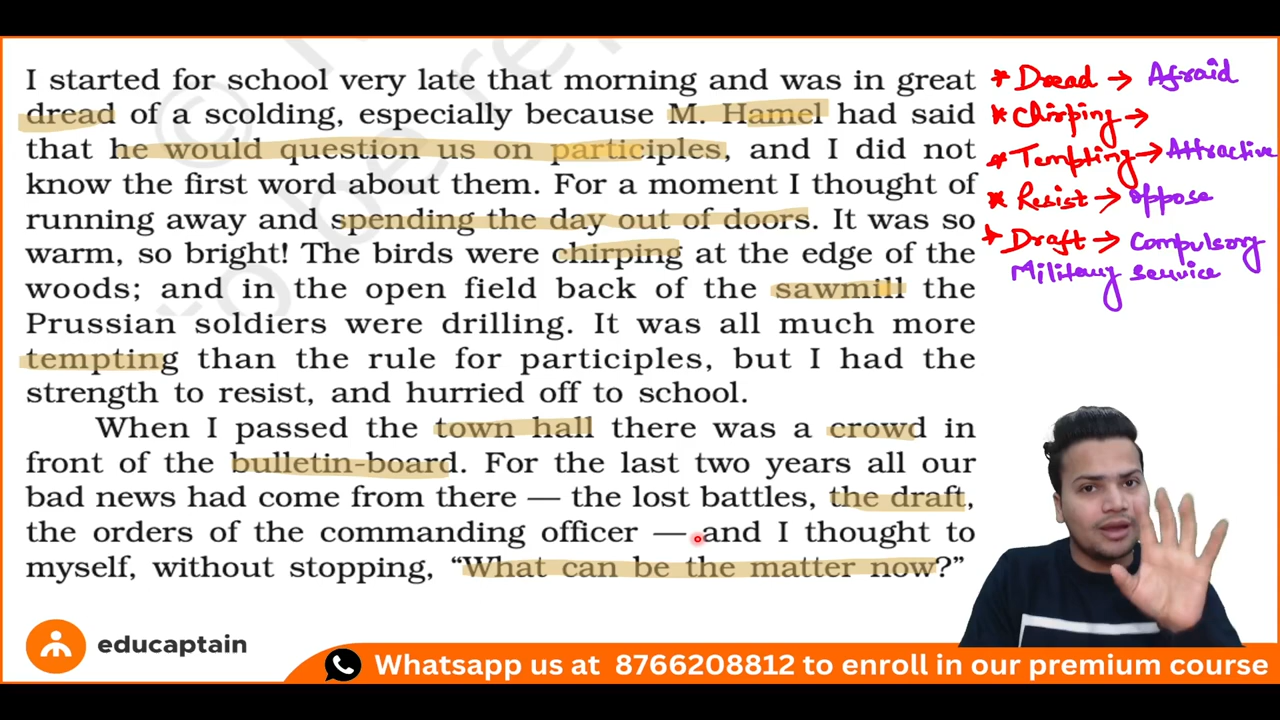 I started for school very late that morning and was in great
dread of a scolding, especially because M. Hamel had said
that he would question us on participles, and I did not
know the first word about them. For a moment I thought of
running away and spending the day out of doors. It was so
warm, so bright! The birds were chirping at the edge of the
woods; and in the open field back of the sawmill the
Prussian soldiers were drilling. It was all much more
tempting than the rule for participles, but I had the
strength to resist, and hurried off to school.
When I passed the town hall there was a crowd in
front of the bulletin-board. For the last two years all our
bad news had come from there — the lost battles, the draft,
the orders of the commanding officer — and I thought to
myself, without stopping, “What can be the matter now?”
* Dread → Afraid
* Chirping →
* Tempting → Attractive
* Resist → oppose
* Draft → Compulsory
Military service
educaptain
Whatsapp us at 8766208812 to enroll in our premium course